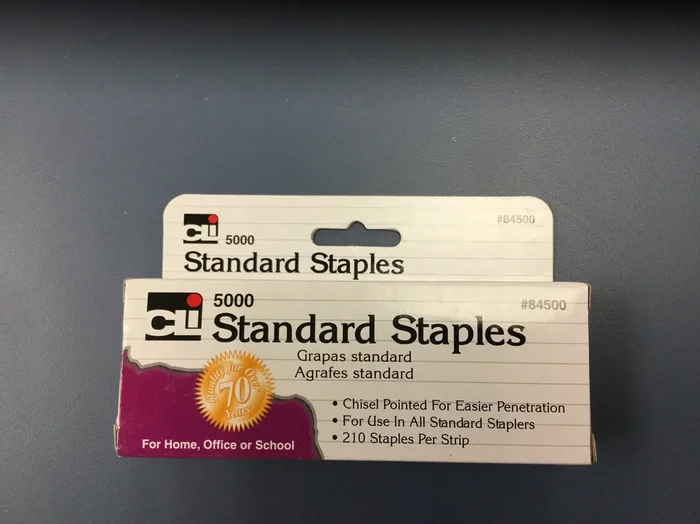 CLi
5000
#84500
Standard Staples
CLi
5000
#84500
Standard Staples
Grapas standard
Agrafes standard
Quality for Over
70
Years
• Chisel Pointed For Easier Penetration
• For Use In All Standard Staplers
• 210 Staples Per Strip
For Home, Office or School